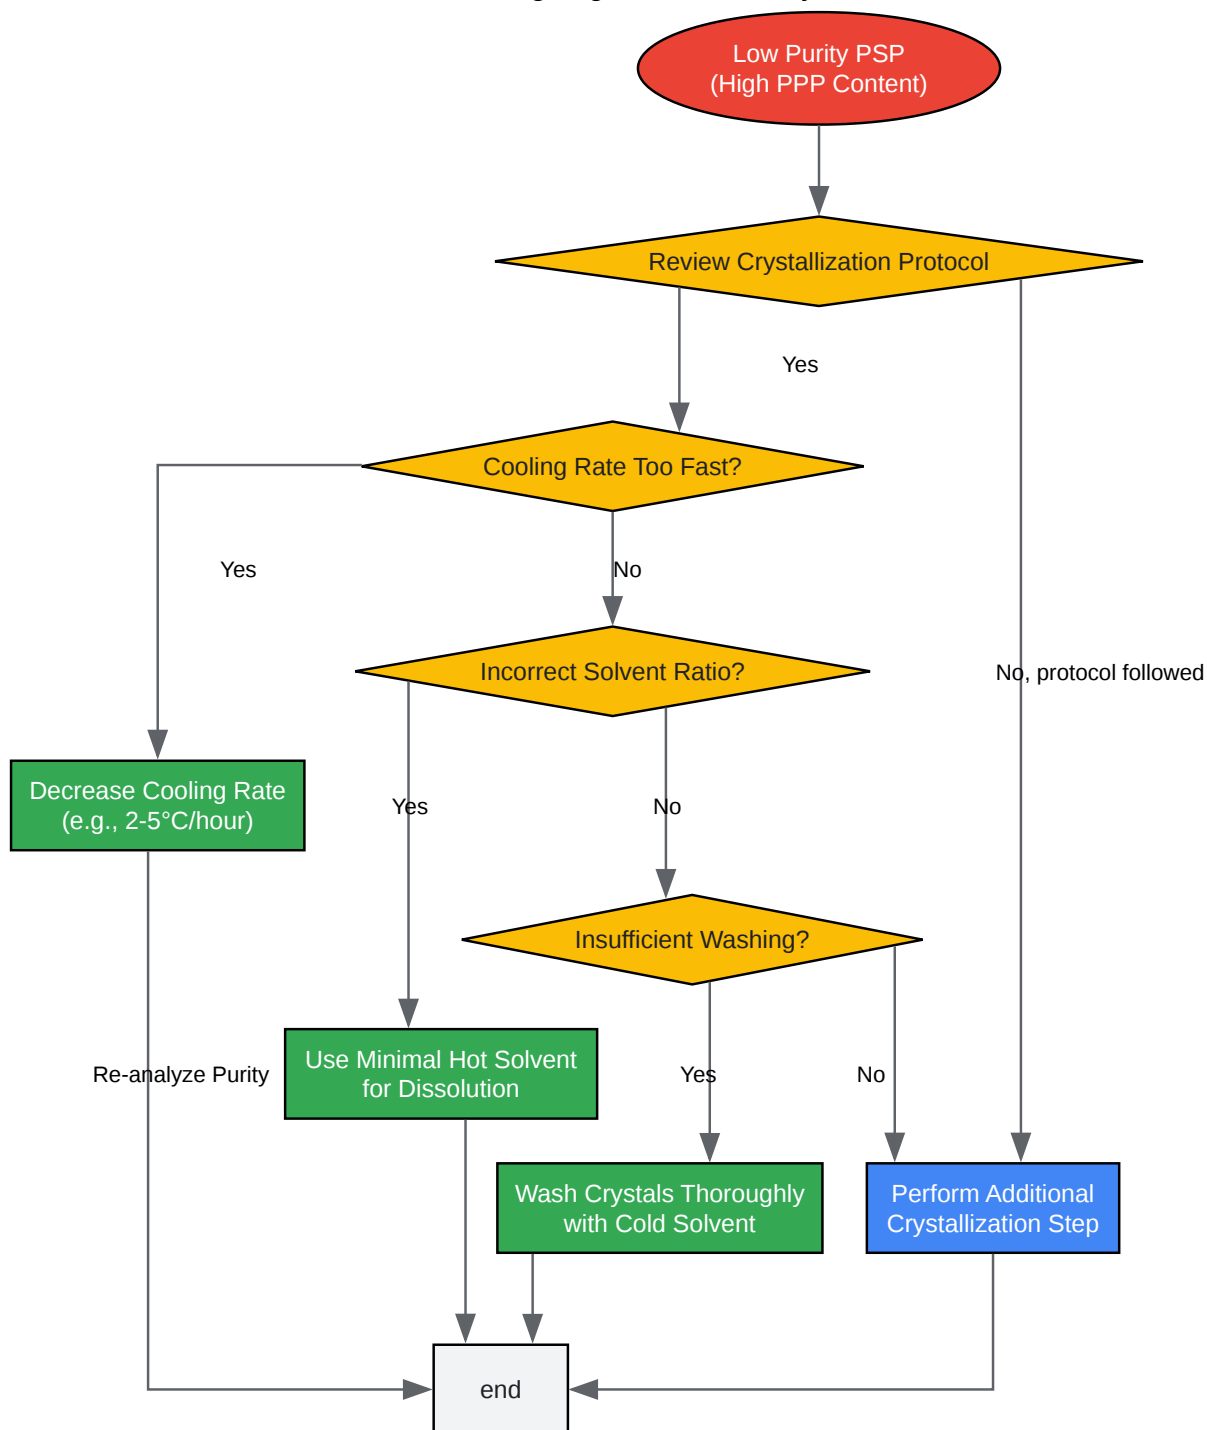 Low Purity PSP
(High PPP Content)
Review Crystallization Protocol
Yes
Cooling Rate Too Fast?
Yes
No
Incorrect Solvent Ratio?
No, protocol followed
Decrease Cooling Rate
(e.g., 2-5°C/hour)
Yes
No
Insufficient Washing?
Re-analyze Purity
Use Minimal Hot Solvent
for Dissolution
Yes
No
Wash Crystals Thoroughly
with Cold Solvent
Perform Additional
Crystallization Step
end